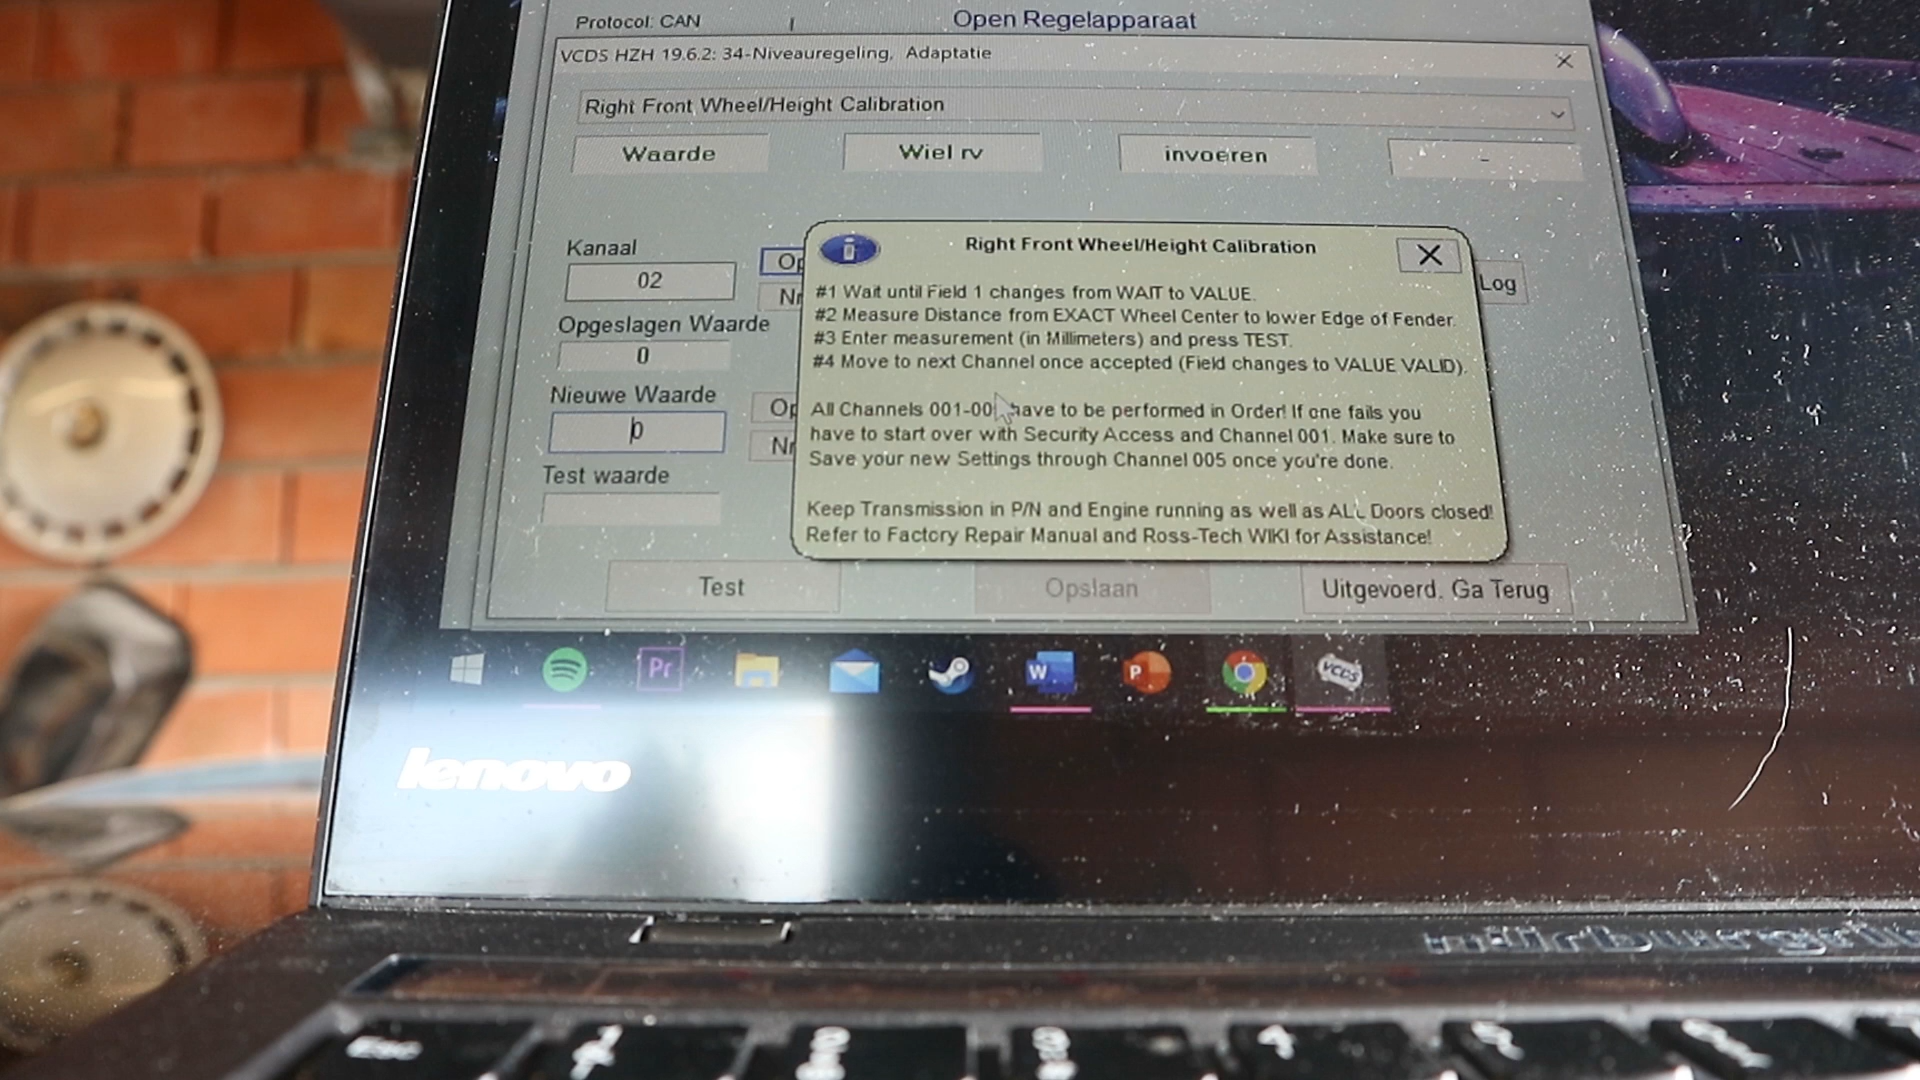 Protocol: CAN
Open Regelapparaat
VCDS HZH 19.6.2: 34-Niveauregeling, Adaptatie
Right Front Wheel/Height Calibration
Waarde
Wiel rv
invoeren
-
Kanaal
02
Opgeslagen Waarde
0
Nieuwe Waarde
0
Test waarde
Log
Right Front Wheel/Height Calibration
#1 Wait until Field 1 changes from WAIT to VALUE.
#2 Measure Distance from EXACT Wheel Center to lower Edge of Fender.
#3 Enter measurement (in Millimeters) and press TEST.
#4 Move to next Channel once accepted (Field changes to VALUE VALID).
All Channels 001-00 have to be performed in Order! If one fails you
have to start over with Security Access and Channel 001. Make sure to
Save your new Settings through Channel 005 once you're done.
Keep Transmission in P/N and Engine running as well as ALL Doors closed!
Refer to Factory Repair Manual and Ross-Tech WIKI for Assistance!
Test
Opslaan
Uitgevoerd, Ga Terug
Pr
W
P
VCDS
lenovo
Esc